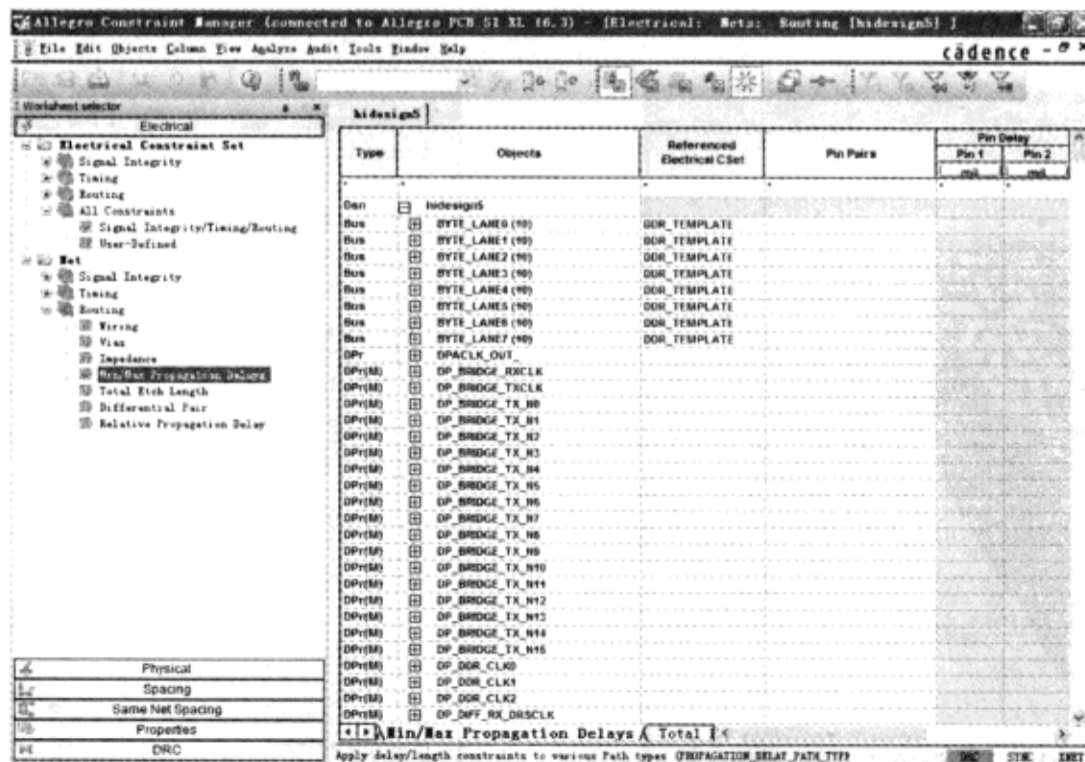 Allegro Constraint Manager (connected to Allegro PCB SI XL 16.3) - [Electrical: Nets: Routing [hidesign5] ]
File Edit Objects Column View Analyze Audit Tools Window Help
cādence
Worksheet selector
Electrical
Electrical Constraint Set
Signal Integrity
Timing
Routing
All Constraints
Signal Integrity/Timing/Routing
User-Defined
Net
Signal Integrity
Timing
Routing
Wiring
Vias
Impedance
Min/Max Propagation Delays
Total Etch Length
Differential Pair
Relative Propagation Delay
Physical
Spacing
Same Net Spacing
Properties
DRC
hidesign5
Type Objects Referenced Electrical CSet Pin Pairs Pin Delay
Pin 1 Pin 2
mil mil
* * * * * *
Dsn hidesign5
Bus BYTE_LANE0 (10) DDR_TEMPLATE
Bus BYTE_LANE1 (10) DDR_TEMPLATE
Bus BYTE_LANE2 (10) DDR_TEMPLATE
Bus BYTE_LANE3 (10) DDR_TEMPLATE
Bus BYTE_LANE4 (10) DDR_TEMPLATE
Bus BYTE_LANE5 (10) DDR_TEMPLATE
Bus BYTE_LANE6 (10) DDR_TEMPLATE
Bus BYTE_LANE7 (10) DDR_TEMPLATE
DPr DPACLK_OUT_
DPr(M) DP_BRIDGE_RXCLK
DPr(M) DP_BRIDGE_TXCLK
DPr(M) DP_BRIDGE_TX_N0
DPr(M) DP_BRIDGE_TX_N1
DPr(M) DP_BRIDGE_TX_N2
DPr(M) DP_BRIDGE_TX_N3
DPr(M) DP_BRIDGE_TX_N4
DPr(M) DP_BRIDGE_TX_N5
DPr(M) DP_BRIDGE_TX_N6
DPr(M) DP_BRIDGE_TX_N7
DPr(M) DP_BRIDGE_TX_N8
DPr(M) DP_BRIDGE_TX_N9
DPr(M) DP_BRIDGE_TX_N10
DPr(M) DP_BRIDGE_TX_N11
DPr(M) DP_BRIDGE_TX_N12
DPr(M) DP_BRIDGE_TX_N13
DPr(M) DP_BRIDGE_TX_N14
DPr(M) DP_BRIDGE_TX_N15
DPr(M) DP_DDR_CLK0
DPr(M) DP_DDR_CLK1
DPr(M) DP_DDR_CLK2
DPr(M) DP_DIFF_RX_DRSCLK
Min/Max Propagation Delays Total
Apply delay/length constraints to various Path types (PROPAGATION_DELAY_PATH_TYPE
DRC SYNC XNET